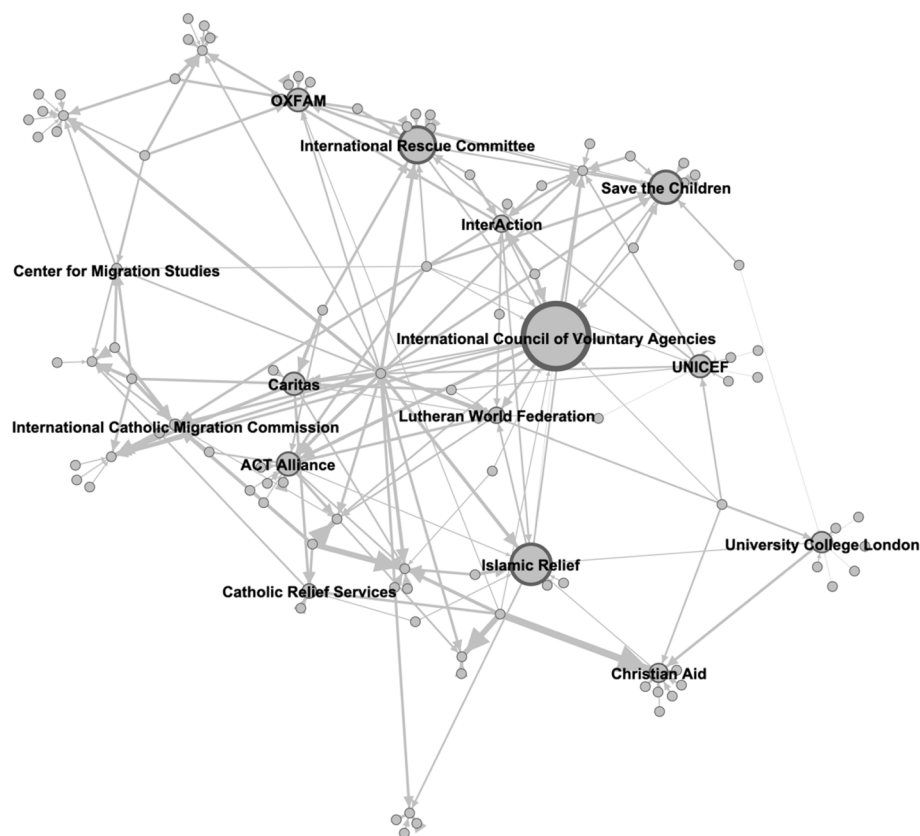 OXFAM
International Rescue Committee
Save the Children
InterAction
Center for Migration Studies
International Council of Voluntary Agencies
UNICEF
Caritas
Lutheran World Federation
International Catholic Migration Commission
ACT Alliance
University College London
Islamic Relief
Catholic Relief Services
Christian Aid